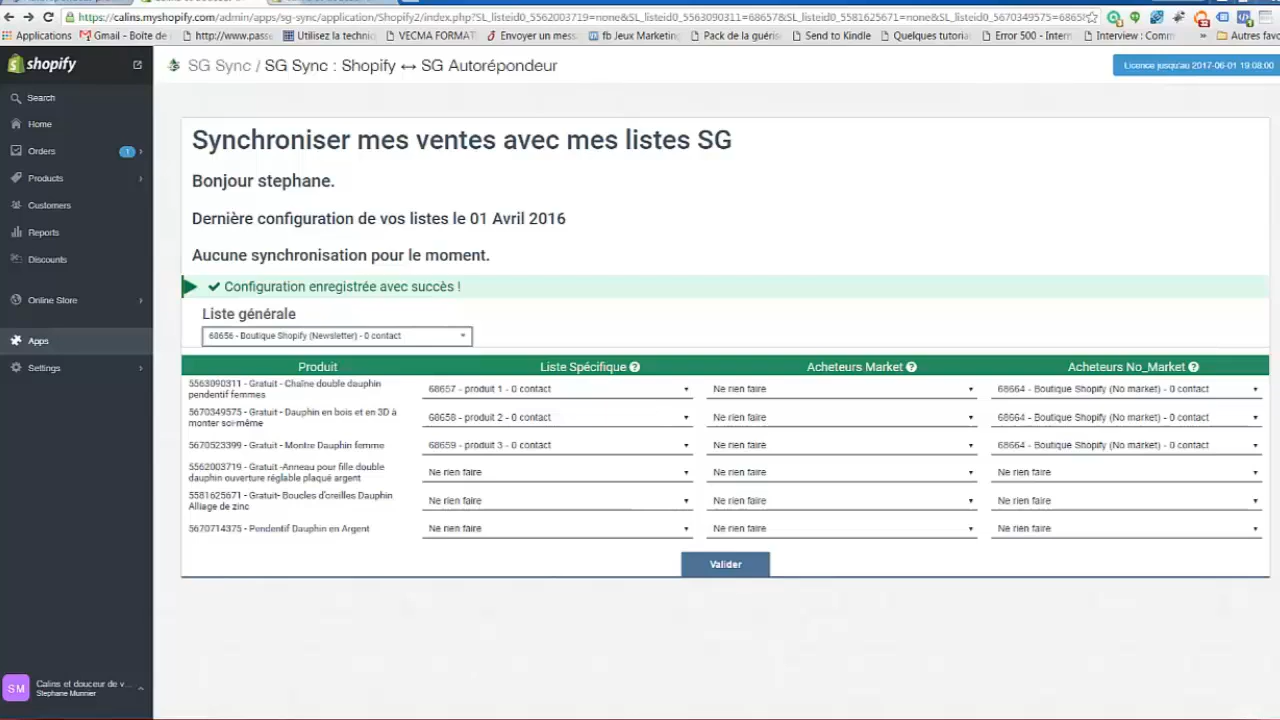 https://calins.myshopify.com/admin/apps/sg-sync/application/Shopify2/index.php?SL_listeid0_5562003719=none&SL_listeid0_5563090311=68657&SL_listeid0_5581625671=none&SL_listeid0_5670349575=6865
Applications Gmail - Boîte de http://www.passe Utilisez la techni VECMA FORMAT Envoyer un mess fb Jeux Marketing Pack de la guéris Send to Kindle Quelques tutoria Error 500 - Intern Interview : Comm » Autres favo
shopify
SG Sync / SG Sync : Shopify ↔ SG Autorépondeur
Licence jusqu'au 2017-06-01 19:08:00
Search
Home
Orders 1
Products
Customers
Reports
Discounts
Online Store
Apps
Settings
Synchroniser mes ventes avec mes listes SG
Bonjour stephane.
Dernière configuration de vos listes le 01 Avril 2016
Aucune synchronisation pour le moment.
✔ Configuration enregistrée avec succès !
Liste générale
68656 - Boutique Shopify (Newsletter) - 0 contact
Produit Liste Spécifique ? Acheteurs Market ? Acheteurs No_Market ?
5563090311 - Gratuit - Chaîne double dauphin
pendentif femmes
68657 - produit 1 - 0 contact Ne rien faire 68664 - Boutique Shopify (No market) - 0 contact
5670349575 - Gratuit - Dauphin en bois et en 3D à
monter soi-même
68658 - produit 2 - 0 contact Ne rien faire 68664 - Boutique Shopify (No market) - 0 contact
5670523399 - Gratuit - Montre Dauphin femme 68659 - produit 3 - 0 contact Ne rien faire 68664 - Boutique Shopify (No market) - 0 contact
5562003719 - Gratuit -Anneau pour fille double
dauphin ouverture réglable plaqué argent
Ne rien faire Ne rien faire Ne rien faire
5581625671 - Gratuit- Boucles d'oreilles Dauphin
Alliage de zinc
Ne rien faire Ne rien faire Ne rien faire
5670714375 - Pendentif Dauphin en Argent Ne rien faire Ne rien faire Ne rien faire
Valider
SM
Calins et douceur de v...
Stephane Munnier